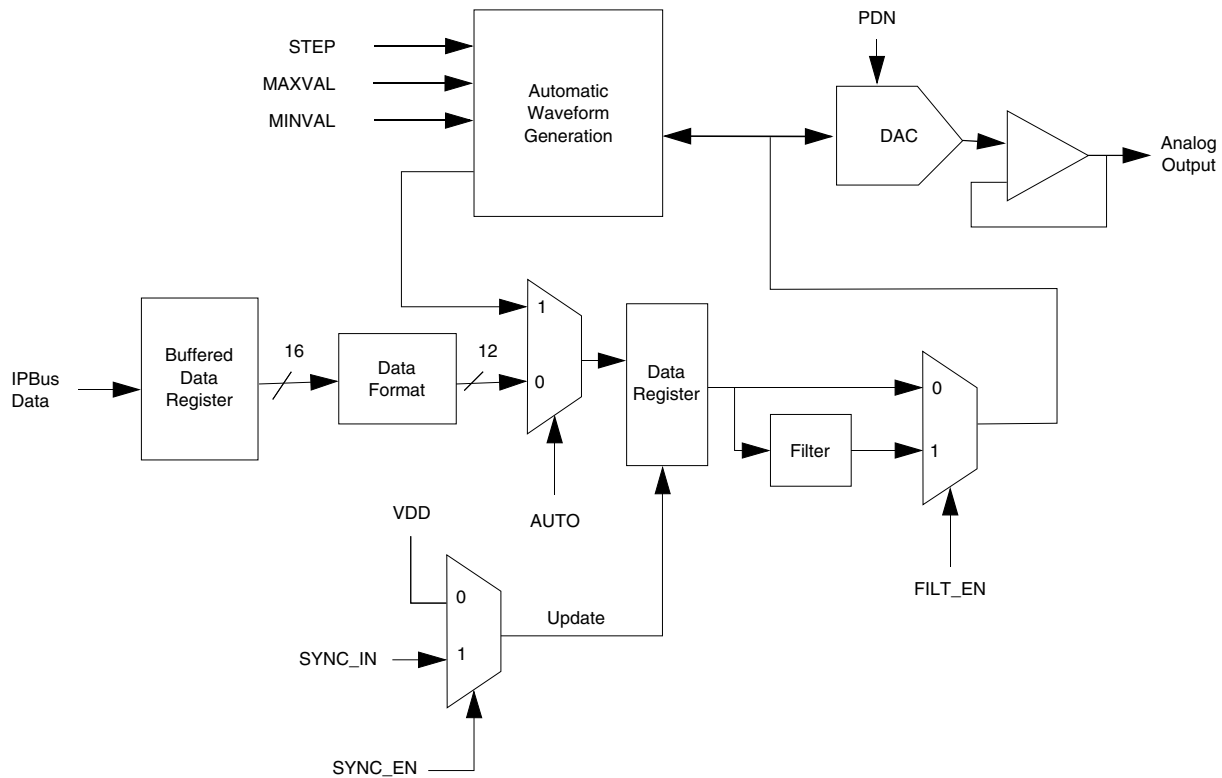 PDN
STEP
MAXVAL
MINVAL
Automatic
Waveform
Generation
DAC
Analog
Output
IPBus
Data
Buffered
Data
Register
16
Data
Format
12
1
0
AUTO
Data
Register
0
1
Filter
FILT_EN
VDD
0
1
SYNC_IN
Update
SYNC_EN